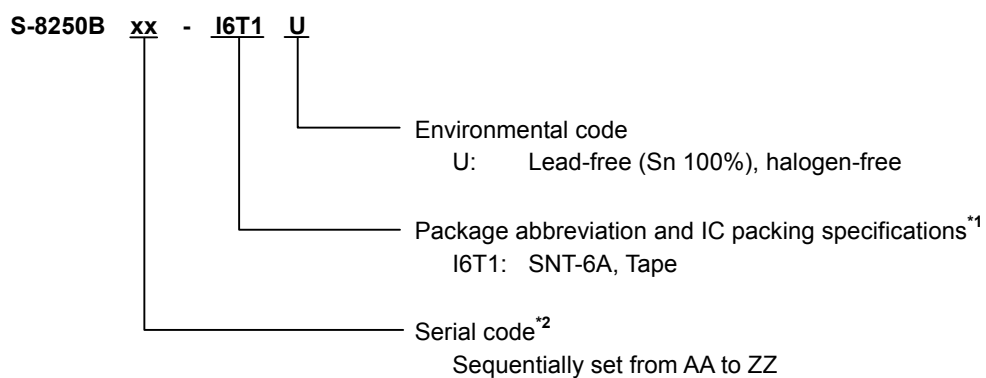 S-8250B xx - I6T1 U
Environmental code
U: Lead-free (Sn 100%), halogen-free
Package abbreviation and IC packing specifications*1
I6T1: SNT-6A, Tape
Serial code*2
Sequentially set from AA to ZZ